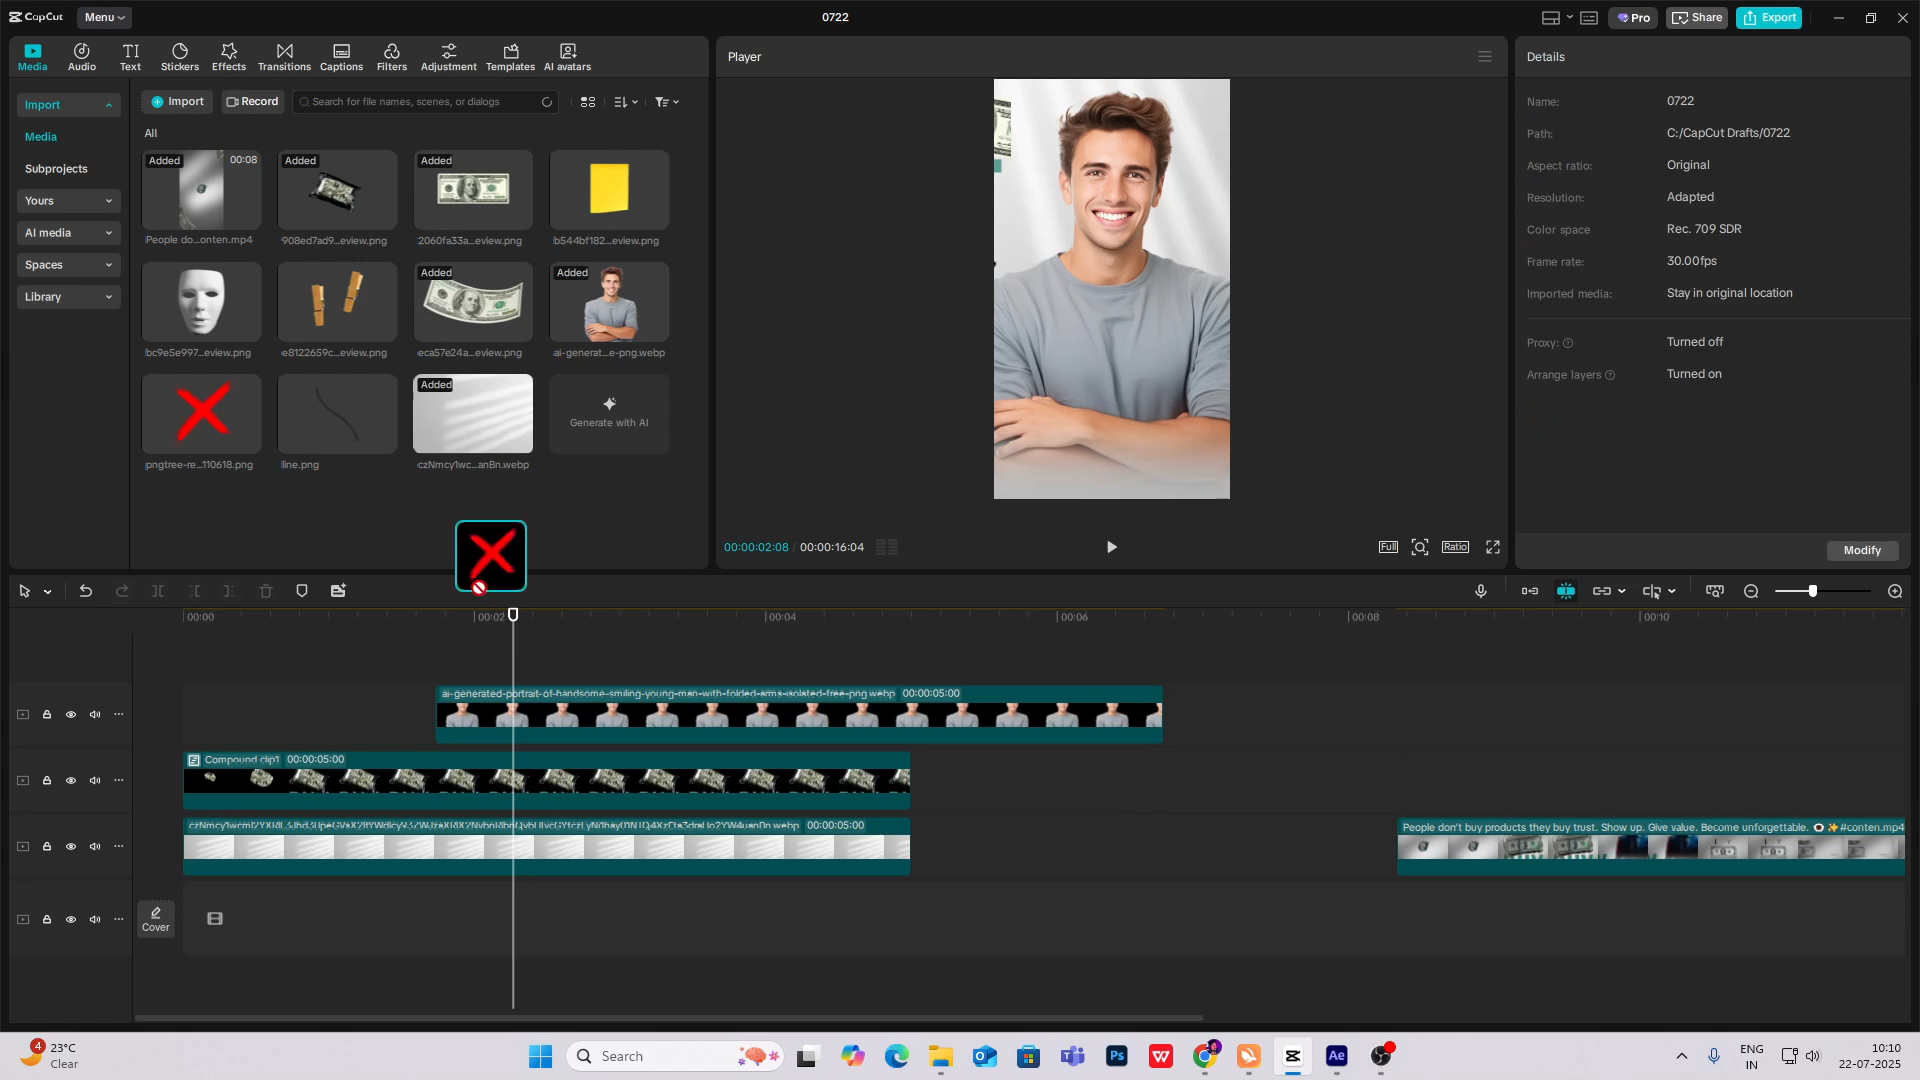 CapCut
Menu
0722
Pro
Share
Export
Media
Audio
Text
Stickers
Effects
Transitions
Captions
Filters
Adjustment
Templates
AI avatars
Import
Media
Subprojects
Yours
AI media
Spaces
Library
Import
Record
Search for file names, scenes, or dialogs
All
Added
00:08
People do...onten.mp4
Added
908ed7ad9...eview.png
Added
2060fa33a...eview.png
b544bf182...eview.png
bc9e5e997...eview.png
e8122659c...eview.png
Added
eca57e24a...eview.png
Added
ai-generat...e-png.webp
pngtree-re...110618.png
line.png
Added
czNmcy1wc...anBn.webp
Generate with AI
Player
00:00:02:08 / 00:00:16:04
Full
Ratio
Details
Name: 0722
Path: C:/CapCut Drafts/0722
Aspect ratio: Original
Resolution: Adapted
Color space Rec. 709 SDR
Frame rate: 30.00fps
Imported media: Stay in original location
Proxy: Turned off
Arrange layers Turned on
Modify
00:00
00:02
00:04
00:06
00:08
00:10
ai-generated-portrait-of-handsome-smiling-young-man-with-folded-arms-isolated-free-png.webp 00:00:05:00
Compound clip1 00:00:05:00
00:00:05:00
People don't buy products they buy trust. Show up. Give value. Become unforgettable. 👁️ ✨#conten.mp4
Cover
4
23°C
Clear
Search
Ps
W
Ae
ENG
IN
10:10
22-07-2025